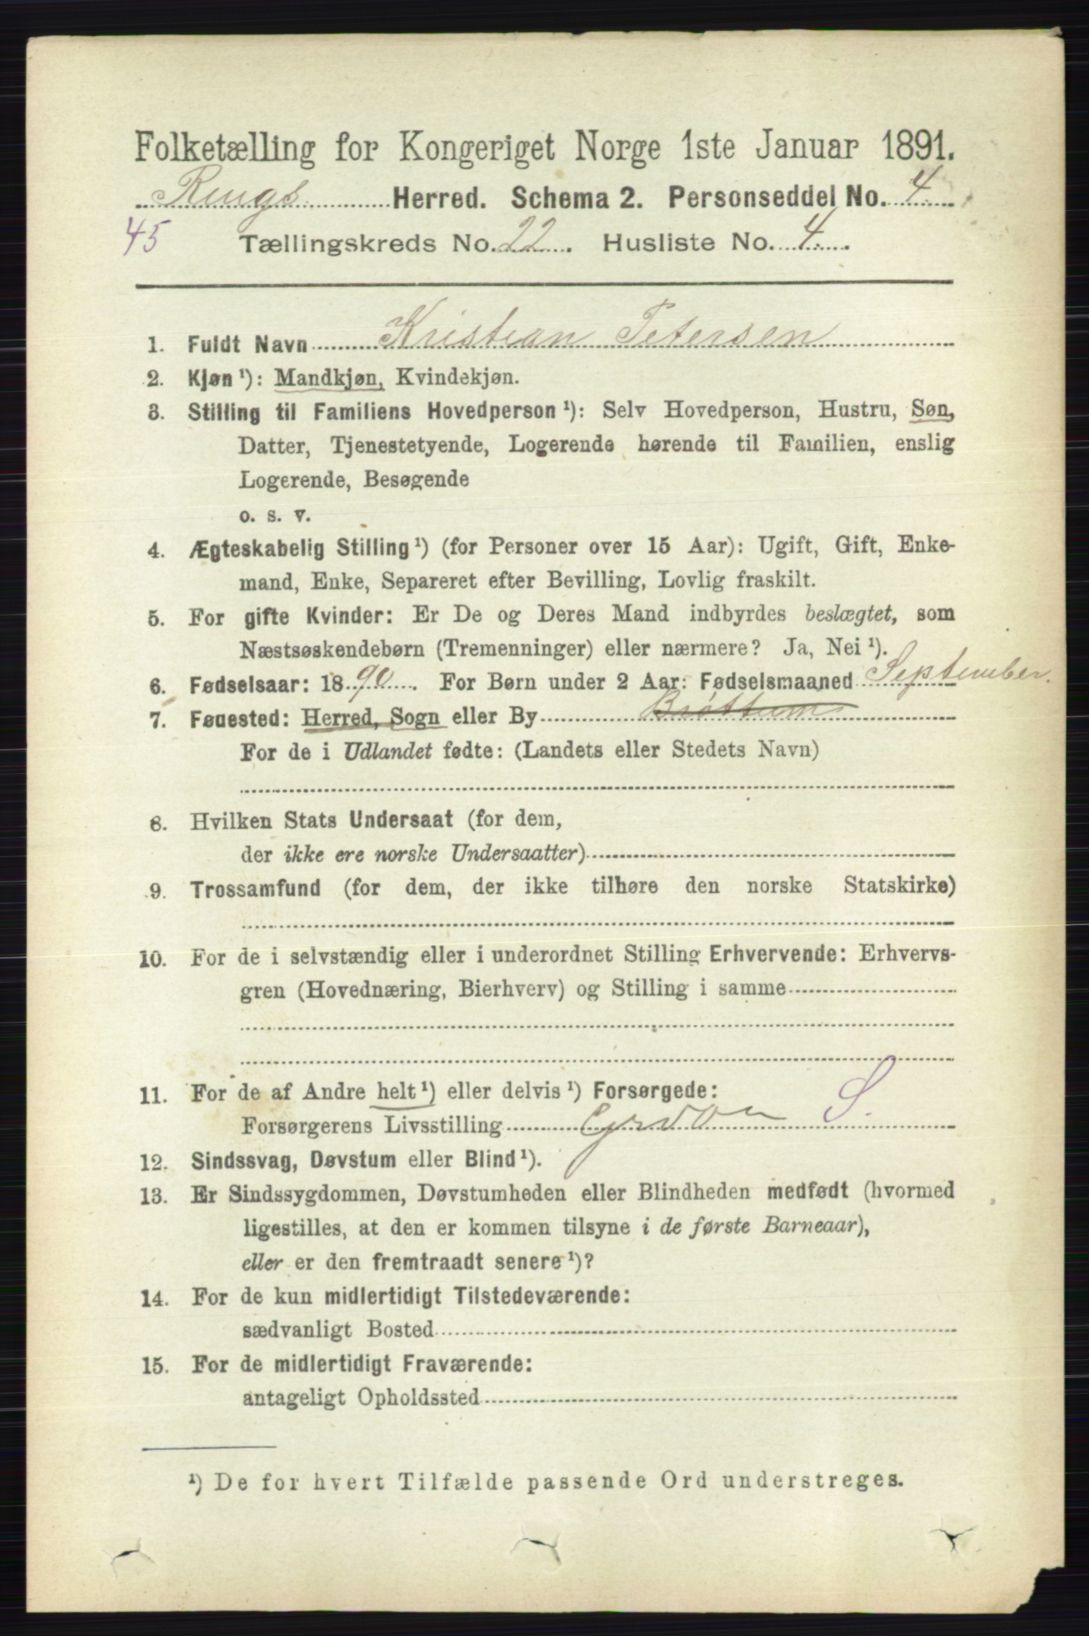 Folketælling for Kongeriget Norge 1ste Januar 1891.
Rings Herred. Schema 2. Personseddel No. 4.
45 Tællingskreds No. 22. Husliste No. 4.
1. Fuldt Navn Kristian Petersen
2. Kjøn ¹): Mandkjøn, Kvindekjøn.
3. Stilling til Familiens Hovedperson ¹): Selv Hovedperson, Hustru, Søn,
Datter, Tjenestetyende, Logerende hørende til Familien, enslig
Logerende, Besøgende
o. s. v.
4. Ægteskabelig Stilling ¹) (for Personer over 15 Aar): Ugift, Gift, Enke-
mand, Enke, Separeret efter Bevilling, Lovlig fraskilt.
5. For gifte Kvinder: Er De og Deres Mand indbyrdes beslægtet, som
Næstsøskendebørn (Tremenninger) eller nærmere? Ja, Nei ¹).
6. Fødselsaar: 1890. For Børn under 2 Aar: Fødselsmaaned September.
7. Fødested: Herred, Sogn eller By Brøttum
For de i Udlandet fødte: (Landets eller Stedets Navn)
8. Hvilken Stats Undersaat (for dem,
der ikke ere norske Undersaatter)
9. Trossamfund (for dem, der ikke tilhøre den norske Statskirke)
10. For de i selvstændig eller i underordnet Stilling Erhvervende: Erhvervs-
gren (Hovednæring, Bierhverv) og Stilling i samme
11. For de af Andre helt ¹) eller delvis ¹) Forsørgede:
Forsørgerens Livsstilling S.
12. Sindssvag, Døvstum eller Blind ¹).
13. Er Sindssygdommen, Døvstumheden eller Blindheden medfødt (hvormed
ligestilles, at den er kommen tilsyne i de første Barneaar),
eller er den fremtraadt senere ¹)?
14. For de kun midlertidigt Tilstedeværende:
sædvanligt Bosted
15. For de midlertidigt Fraværende:
antageligt Opholdssted
¹) De for hvert Tilfælde passende Ord understreges.